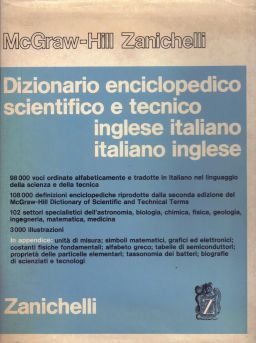 McGraw-Hill Zanichelli
Dizionario enciclopedico
scientifico e tecnico
inglese italiano
italiano inglese
98 000 voci ordinate alfabeticamente e tradotte in italiano nel linguaggio
della scienza e della tecnica
108 000 definizioni enciclopediche riprodotte dalla seconda edizione del
McGraw-Hill Dictionary of Scientific and Technical Terms
102 settori specialistici dell'astronomia, biologia, chimica, fisica, geologia,
ingegneria, matematica, medicina
3 000 illustrazioni
In appendice: unità di misura; simboli matematici, grafici ed elettronici;
costanti fisiche fondamentali; alfabeto greco; tabelle di semiconduttori;
proprietà delle particelle elementari; tassonomia dei batteri; biografie
di scienziati e tecnologi
Zanichelli
Z